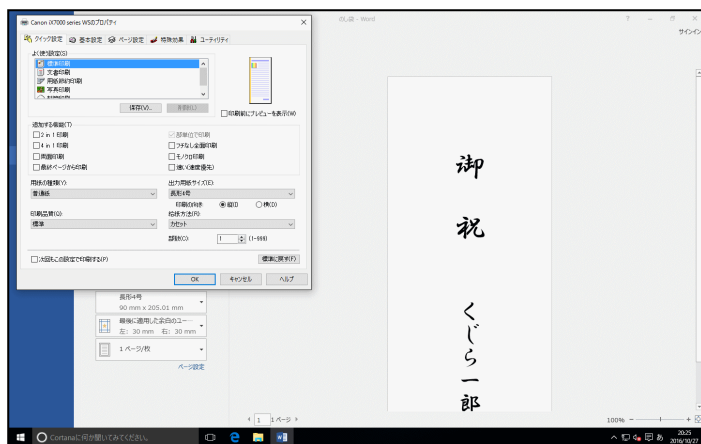 Canon iX7000 series WSのプロパティ
クイック設定 基本設定 ページ設定 特殊効果 ユーティリティ
よく使う設定(S)
標準印刷
文書印刷
用紙節約印刷
写真印刷
保存(V)... 削除(L)
印刷前にプレビューを表示(W)
追加する機能(T)
2 in 1 印刷 部単位で印刷
4 in 1 印刷 フチなし全面印刷
両面印刷 モノクロ印刷
最終ページから印刷 速い(速度優先)
用紙の種類(Y): 出力用紙サイズ(E):
普通紙 長形4号
印刷の向き 縦(I) 横(D)
印刷品質(Q): 給紙方法(R):
標準 カセット
部数(C): 1 (1-999)
次回もこの設定で印刷する(P) 標準に戻す(F)
OK キャンセル ヘルプ
長形4号
90 mm x 205.01 mm
最後に適用した余白のユー…
左: 30 mm 右: 30 mm
1 ページ/枚
ページ設定
のし袋 - Word
?
サインイン
御祝
くじら一郎
1 1 ページ
100%
Cortanaに何か聞いてみてください。
あ
20:25
2016/10/27